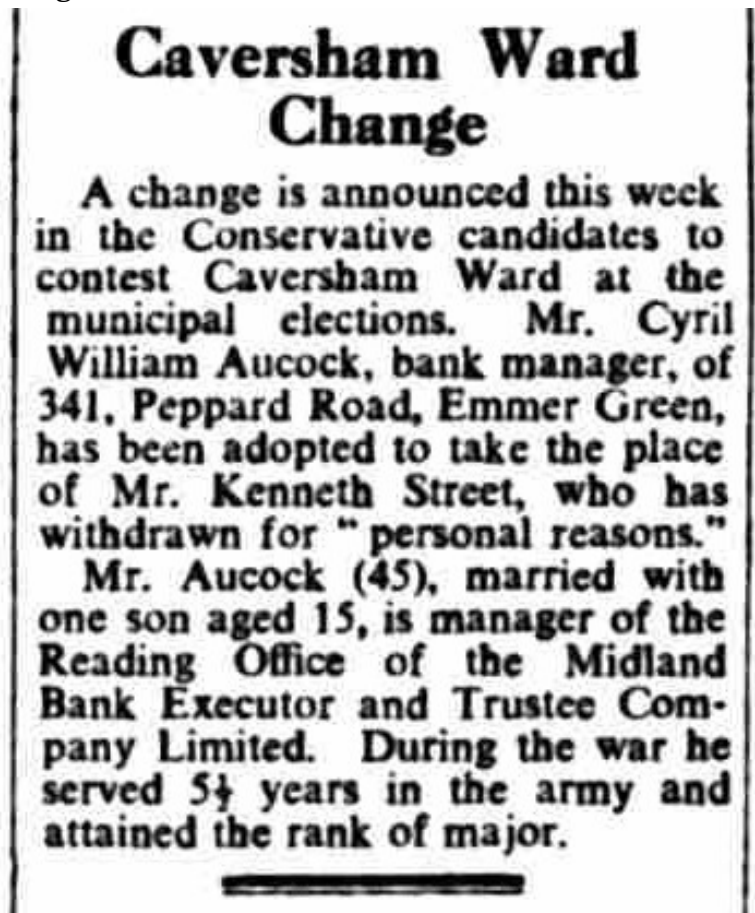 Caversham Ward
Change
A change is announced this week
in the Conservative candidates to
contest Caversham Ward at the
municipal elections. Mr. Cyril
William Aucock, bank manager, of
341, Peppard Road, Emmer Green,
has been adopted to take the place
of Mr. Kenneth Street, who has
withdrawn for " personal reasons."
Mr. Aucock (45), married with
one son aged 15, is manager of the
Reading Office of the Midland
Bank Executor and Trustee Com-
pany Limited. During the war he
served 5½ years in the army and
attained the rank of major.